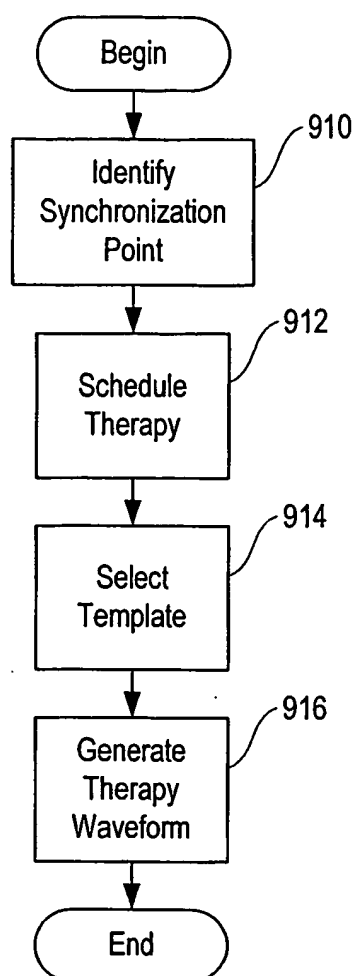 Begin
910
Identify
Synchronization
Point
912
Schedule
Therapy
914
Select
Template
916
Generate
Therapy
Waveform
End